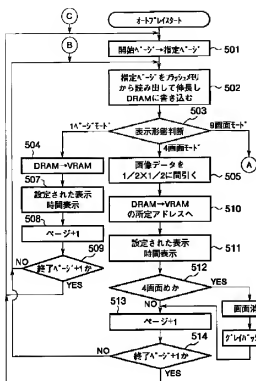 C
オートプレイスタート
B
開始ページ→指定ページ
501
指定ページをフラッシュメモリ
から読み出して伸長し
DRAMに書き込む
502
503
表示形態判断
1ページモード
4画面モード
9画面モード
A
504
DRAM→VRAM
画像データを
1/2×1/2に間引く
505
507
設定された表示
時間表示
DRAM→VRAM
の所定アドレスへ
510
508
ページ+1
設定された表示
時間表示
511
509
終了ページ+1か
NO
YES
512
4画面めか
YES
NO
画面消
513
ページ+1
グレイバッ
514
終了ページ+1か
NO
YES